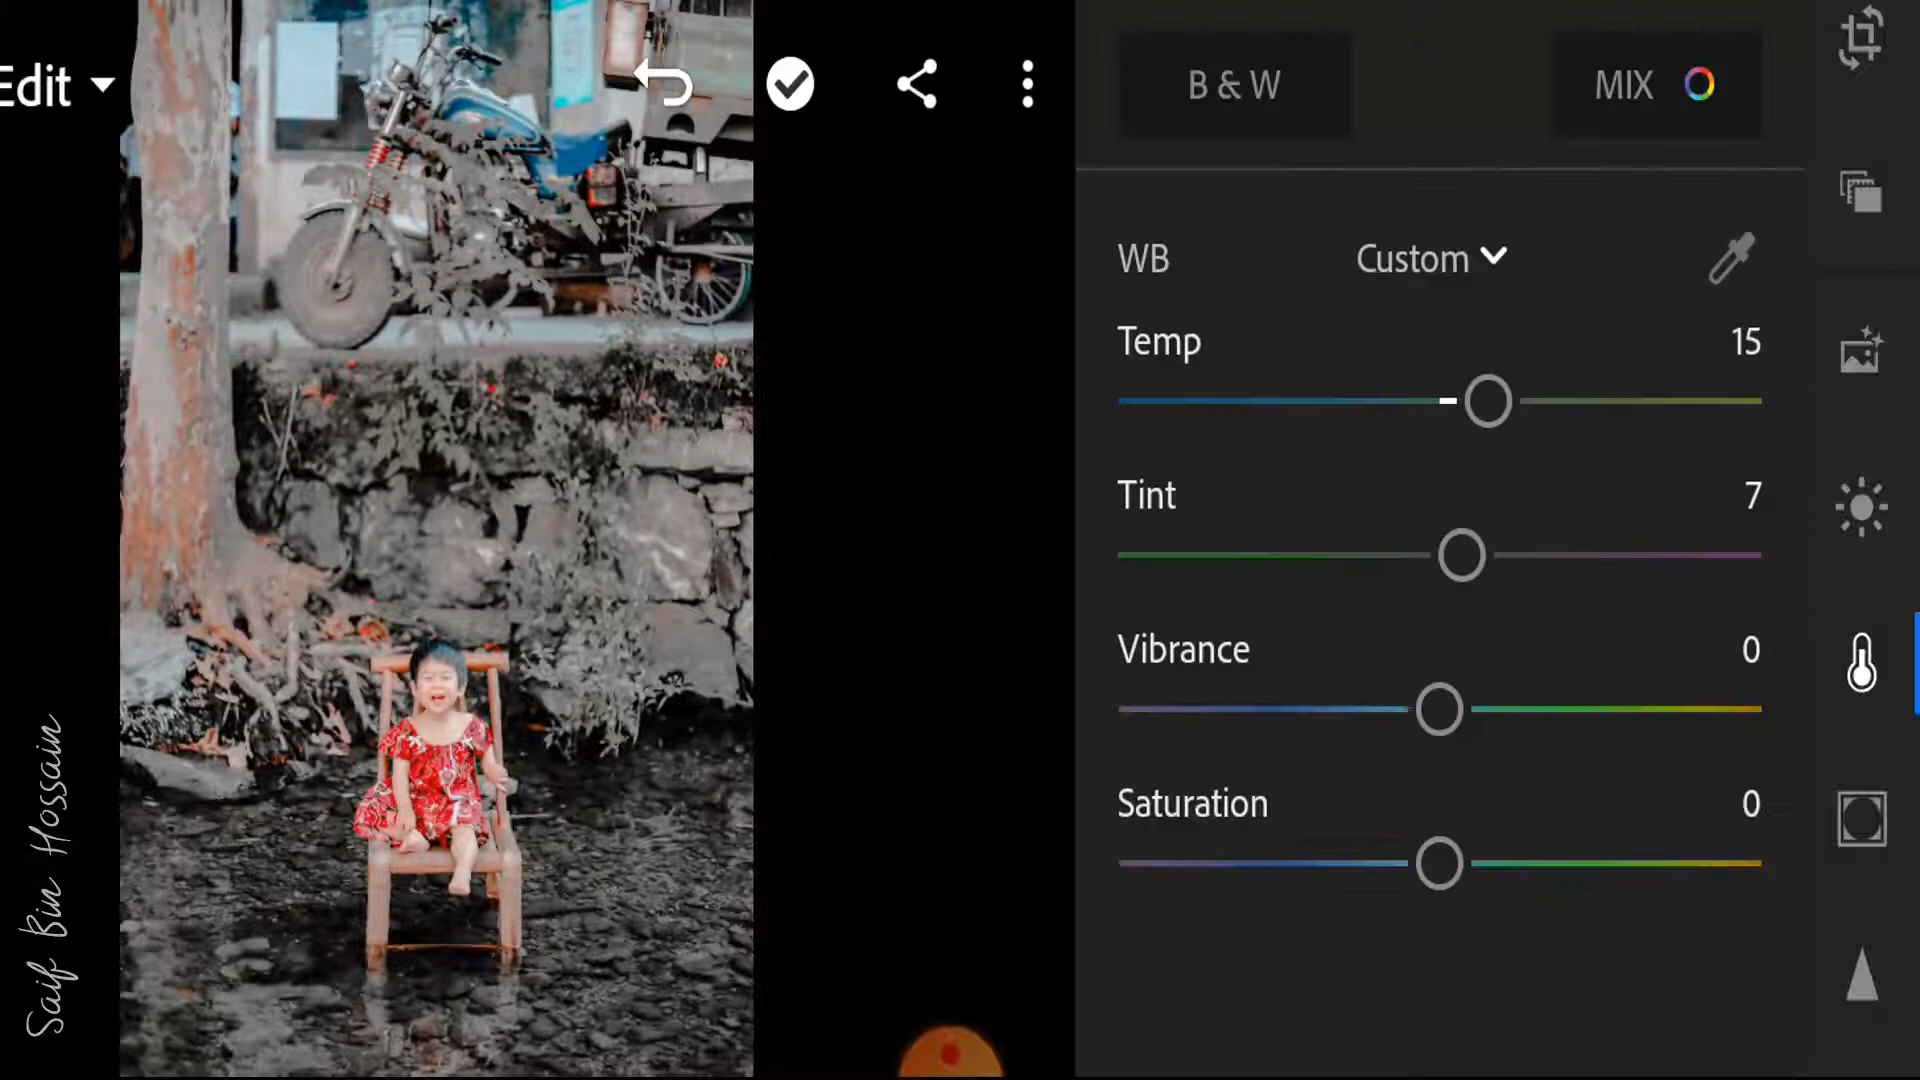 Edit
B & W
MIX
WB
Custom
Temp
15
Tint
7
Vibrance
0
Saturation
0
Saif Bin Hossain